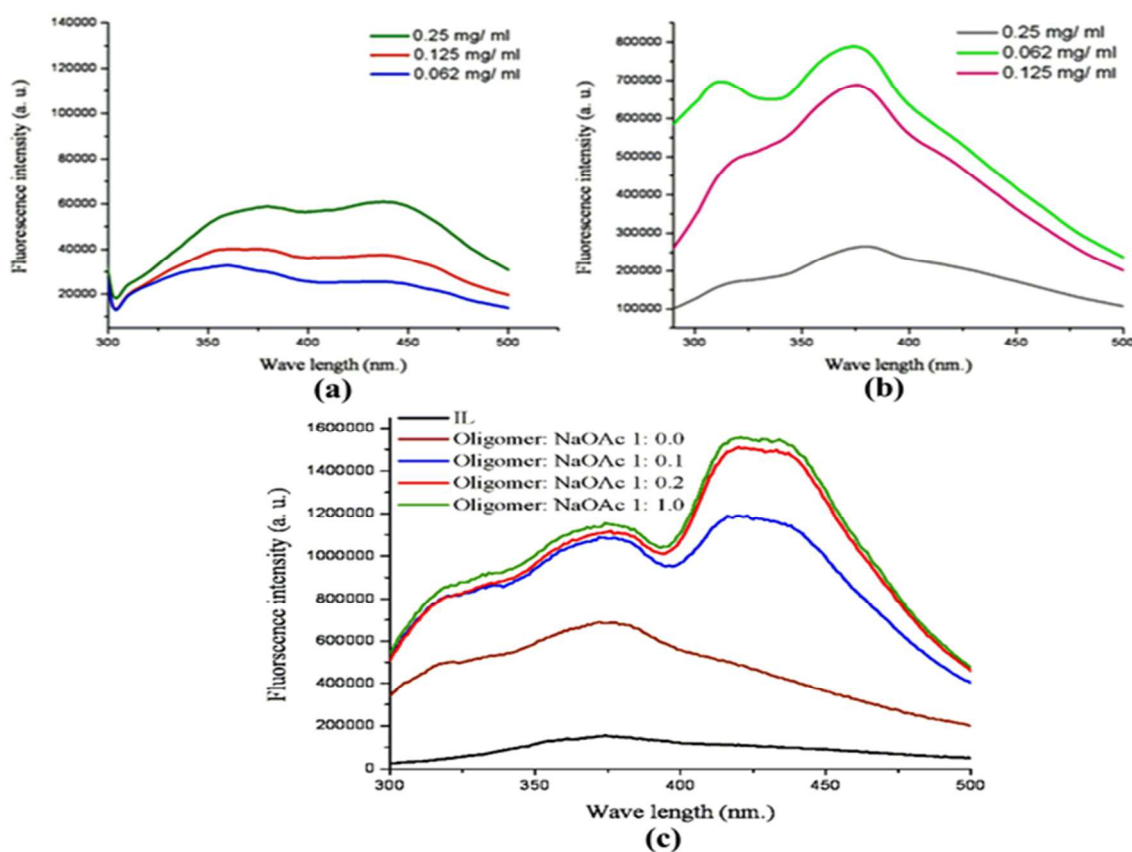 140000
120000
100000
80000
60000
40000
20000
Fluorescence intensity (a. u.)
0.25 mg/ ml
0.125 mg/ ml
0.062 mg/ ml
300
350
400
450
500
Wave length (nm.)
(a)
800000
700000
600000
500000
400000
300000
200000
100000
Fluorescence intensity (a. u.)
0.25 mg/ ml
0.062 mg/ ml
0.125 mg/ ml
300
350
400
450
500
Wave length (nm.)
(b)
1600000
1400000
1200000
1000000
800000
600000
400000
200000
0
Fluorscence intensity (a. u.)
IL
Oligomer: NaOAc 1: 0.0
Oligomer: NaOAc 1: 0.1
Oligomer: NaOAc 1: 0.2
Oligomer: NaOAc 1: 1.0
300
350
400
450
500
Wave length (nm.)
(c)